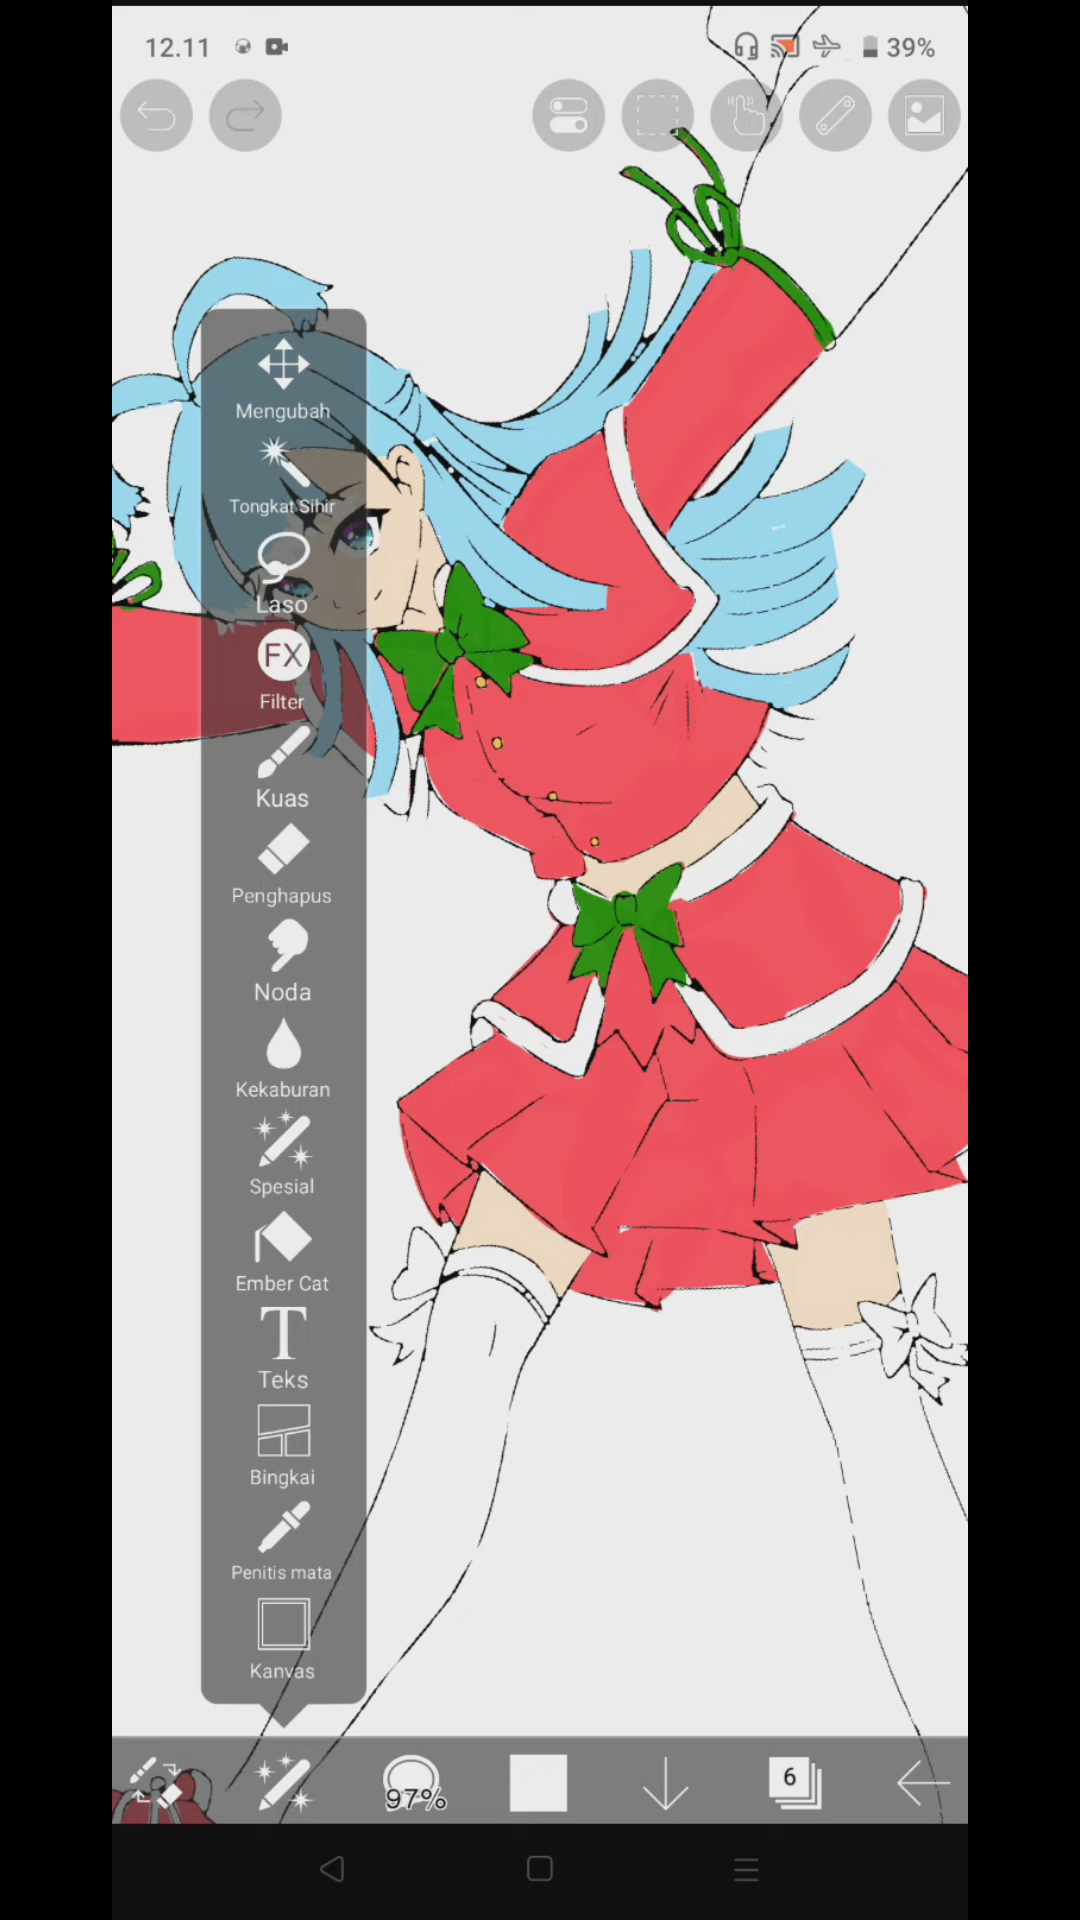 12.11
39%
Mengubah
Tongkat Sihir
Laso
FX
Filter
Kuas
Penghapus
Noda
Kekaburan
Spesial
Ember Cat
T
Teks
Bingkai
Penitis mata
Kanvas
97%
6